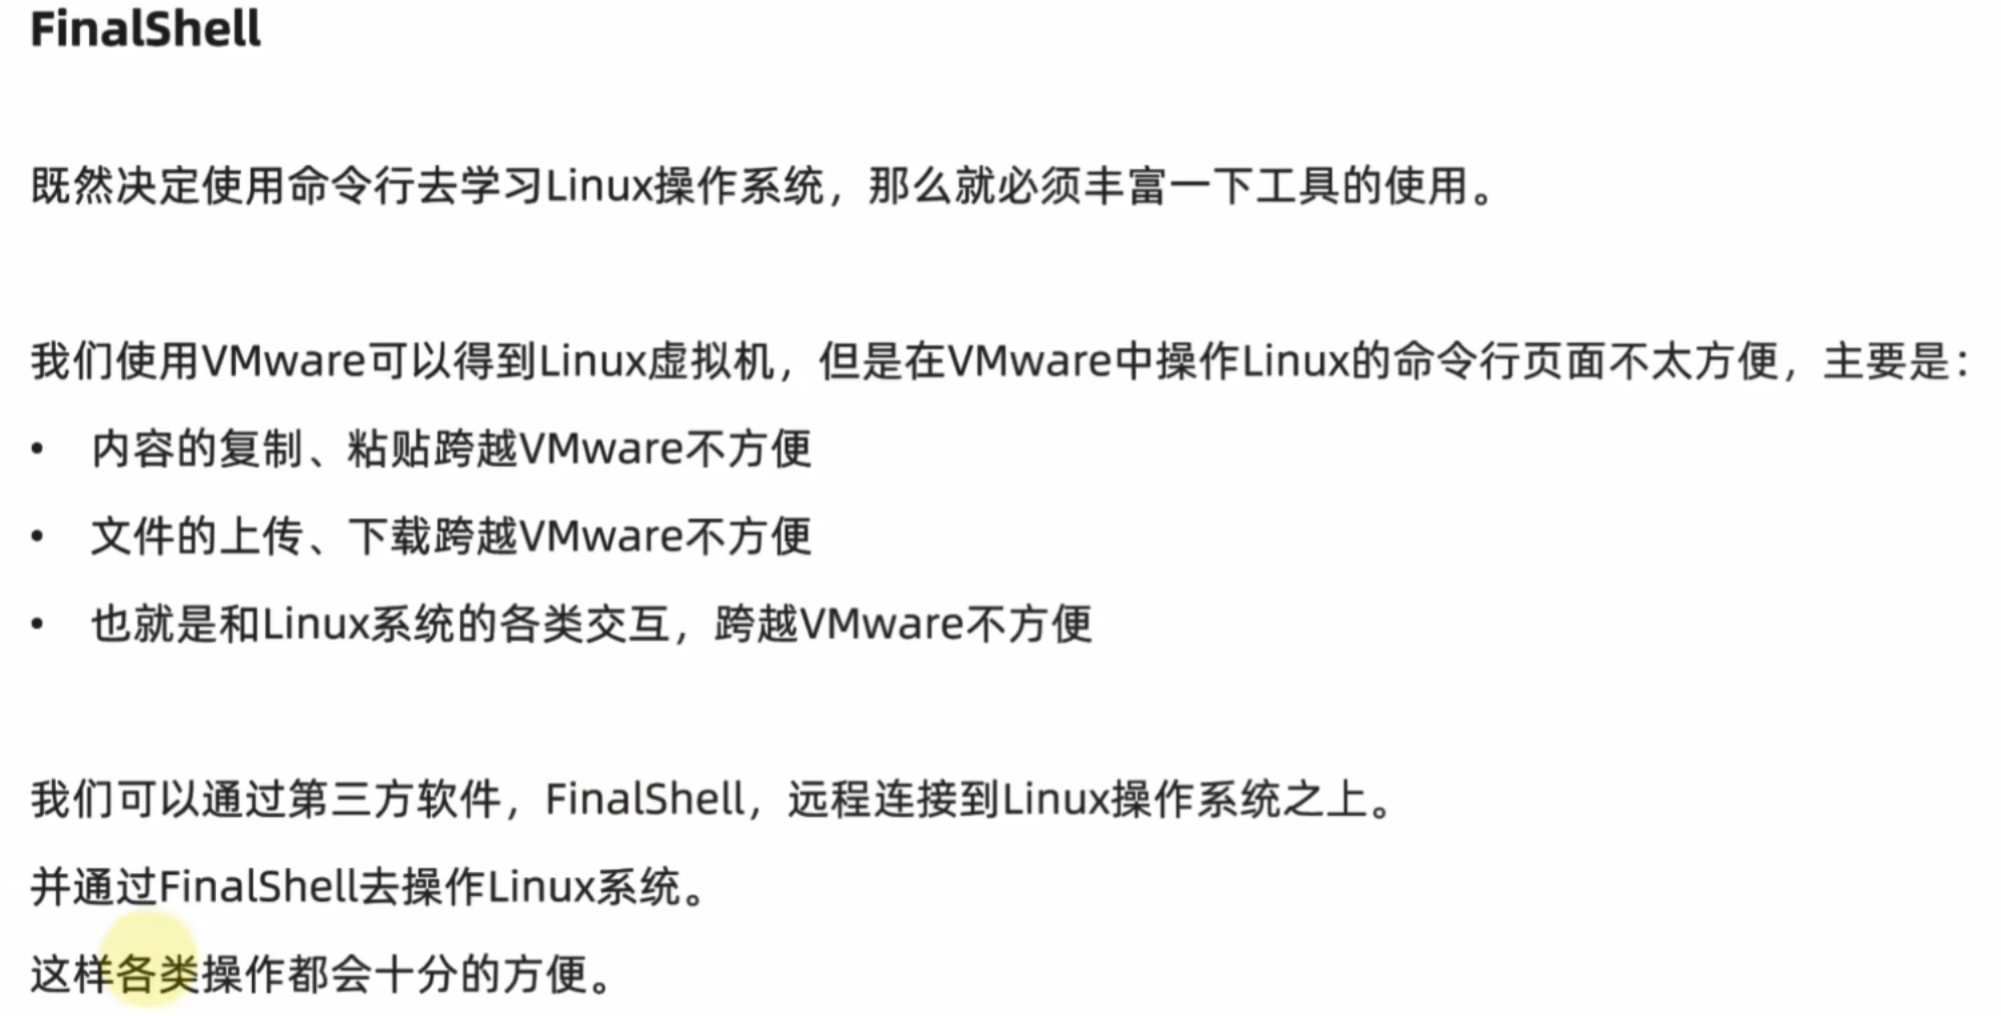 FinalShell
既然决定使用命令行去学习Linux操作系统，那么就必须丰富一下工具的使用。
我们使用VMware可以得到Linux虚拟机，但是在VMware中操作Linux的命令行页面不太方便，主要是：
• 内容的复制、粘贴跨越VMware不方便
• 文件的上传、下载跨越VMware不方便
• 也就是和Linux系统的各类交互，跨越VMware不方便
我们可以通过第三方软件，FinalShell，远程连接到Linux操作系统之上。
并通过FinalShell去操作Linux系统。
这样各类操作都会十分的方便。